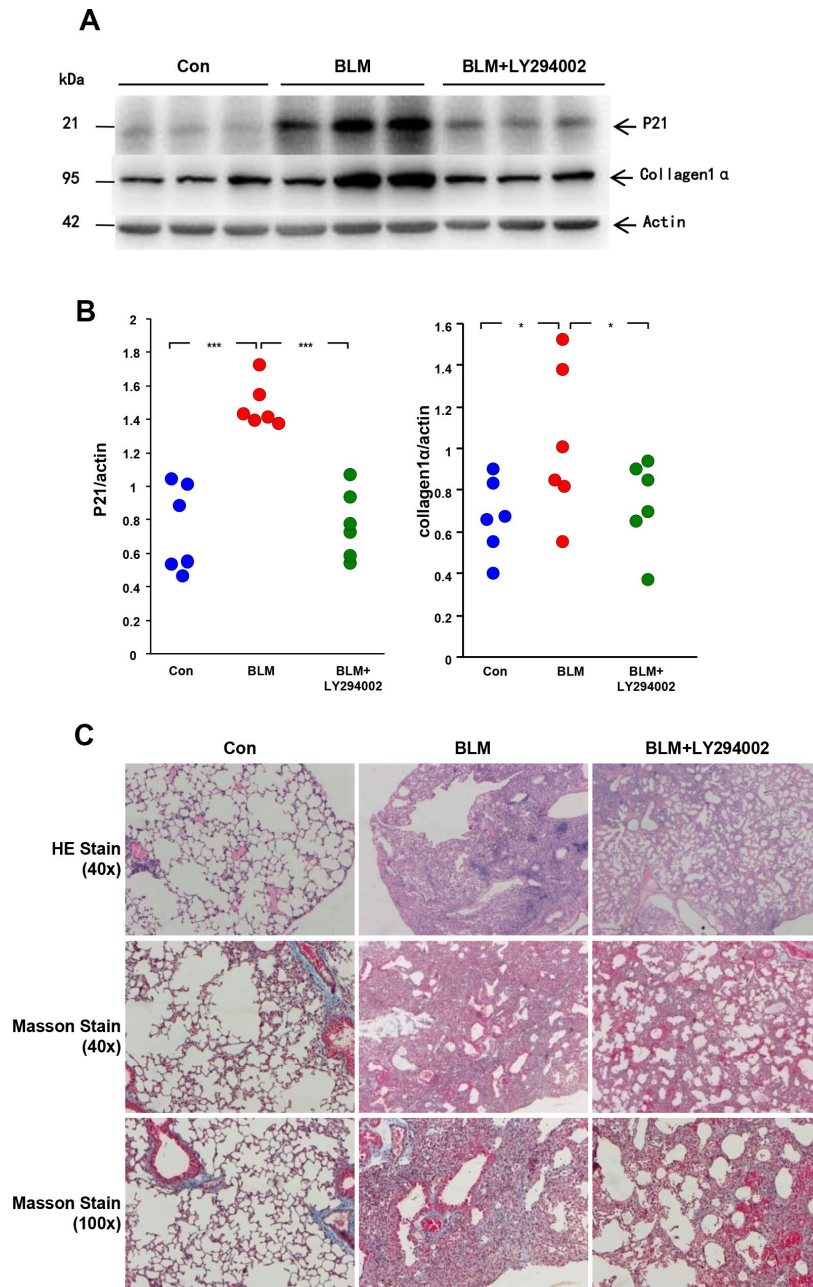 A
Con BLM BLM+LY294002
kDa
21 P21
95 Collagen1α
42 Actin
B
2
1.8
1.6
1.4
1.2
1
0.8
0.6
0.4
0.2
0
P21/actin
*** ***
Con BLM BLM+
LY294002
1.6
1.4
1.2
1
0.8
0.6
0.4
0.2
0
collagen1α/actin
* *
Con BLM BLM+
LY294002
C
Con BLM BLM+LY294002
HE Stain
(40x)
Masson Stain
(40x)
Masson Stain
(100x)